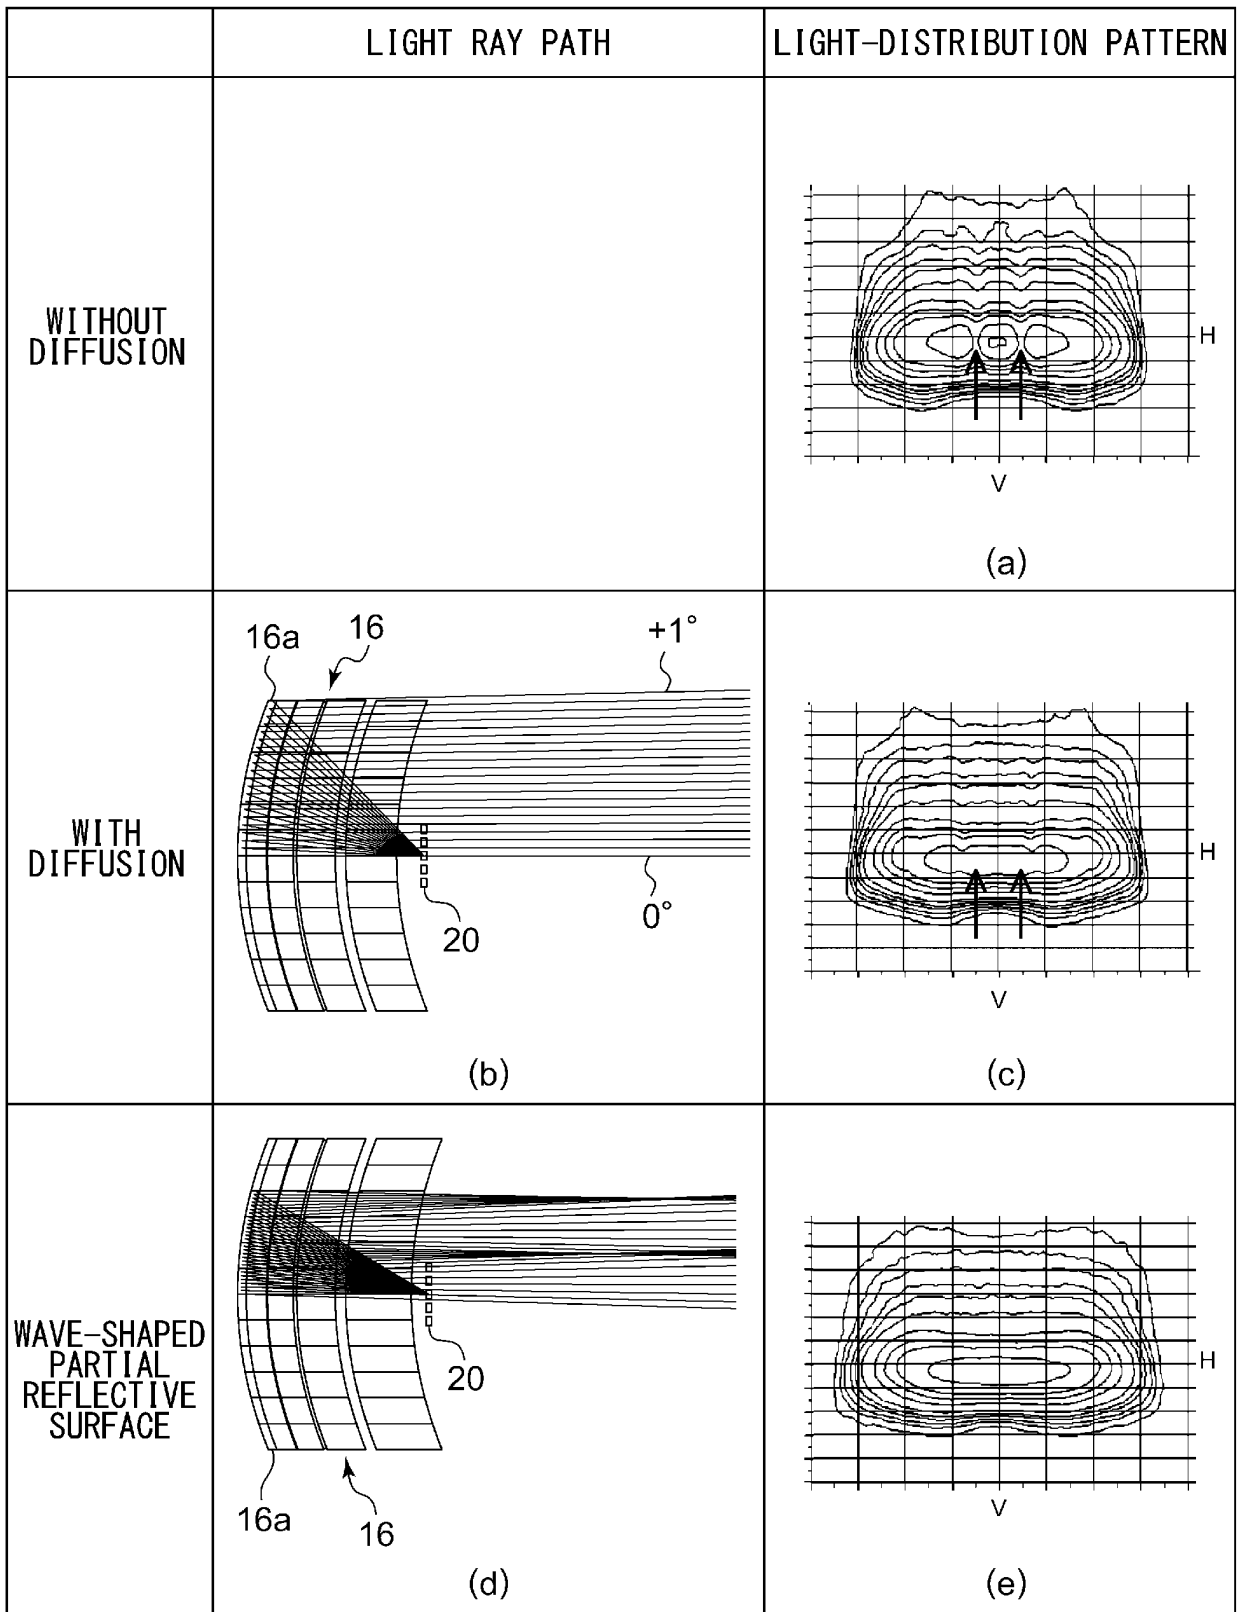 LIGHT RAY PATH
LIGHT-DISTRIBUTION PATTERN
WITHOUT
DIFFUSION
H
V
(a)
WITH
DIFFUSION
16a
16
+1°
0°
20
(b)
H
V
(c)
WAVE-SHAPED
PARTIAL
REFLECTIVE
SURFACE
20
16a
16
(d)
H
V
(e)